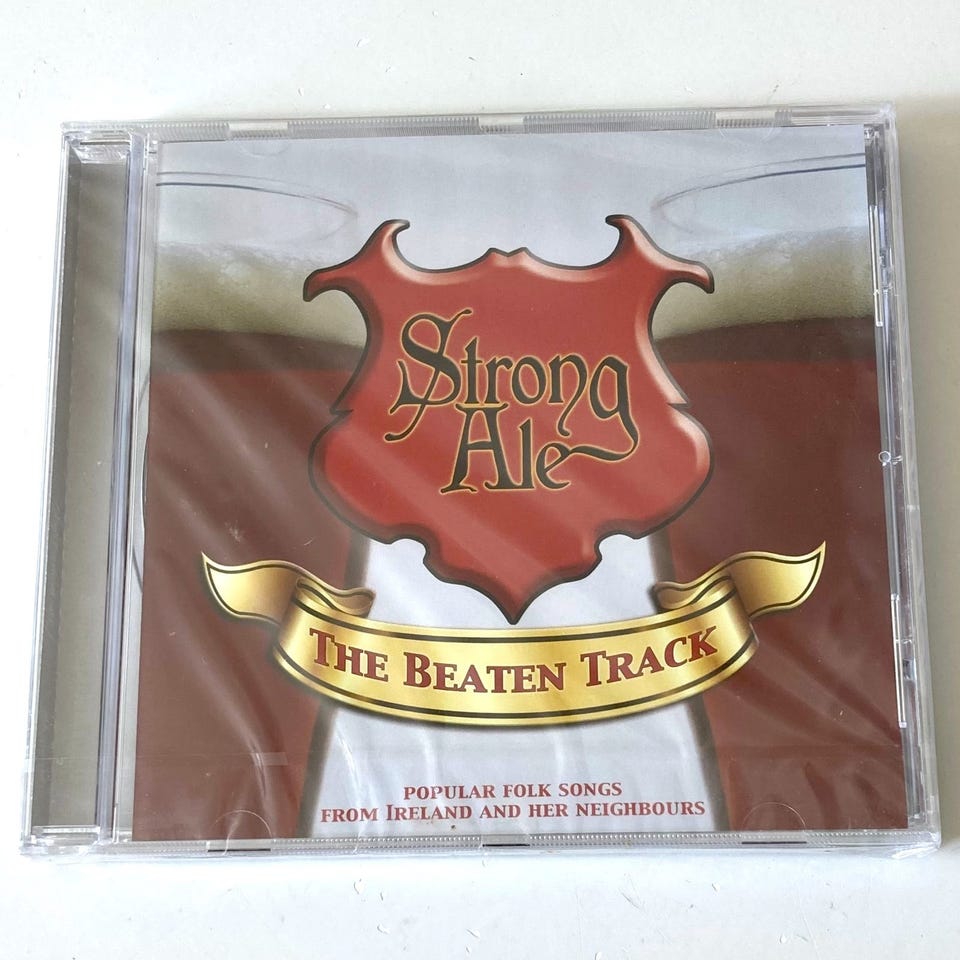 Strong
Ale
THE BEATEN TRACK
POPULAR FOLK SONGS
FROM IRELAND AND HER NEIGHBOURS